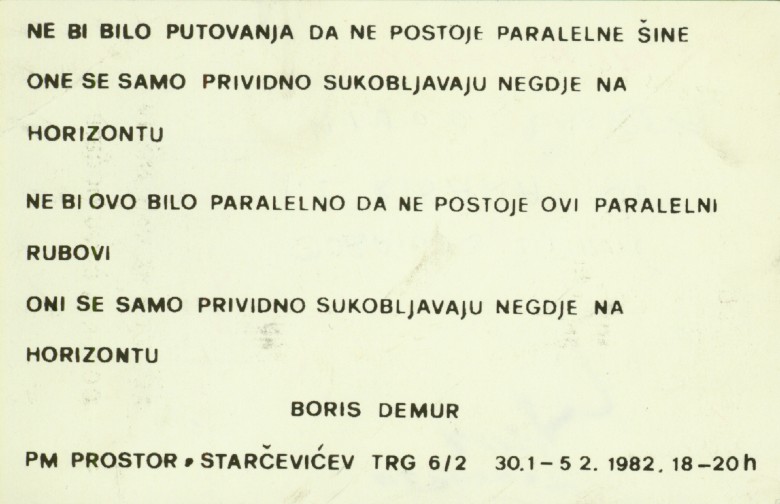 NE BI BILO PUTOVANJA DA NE POSTOJE PARALELNE ŠINE
ONE SE SAMO PRIVIDNO SUKOBLJAVAJU NEGDJE NA
HORIZONTU
NE BI OVO BILO PARALELNO DA NE POSTOJE OVI PARALELNI
RUBOVI
ONI SE SAMO PRIVIDNO SUKOBLJAVAJU NEGDJE NA
HORIZONTU
BORIS DEMUR
PM PROSTOR, STARČEVIĆEV TRG 6/2 30.1–5 2. 1982. 18–20h